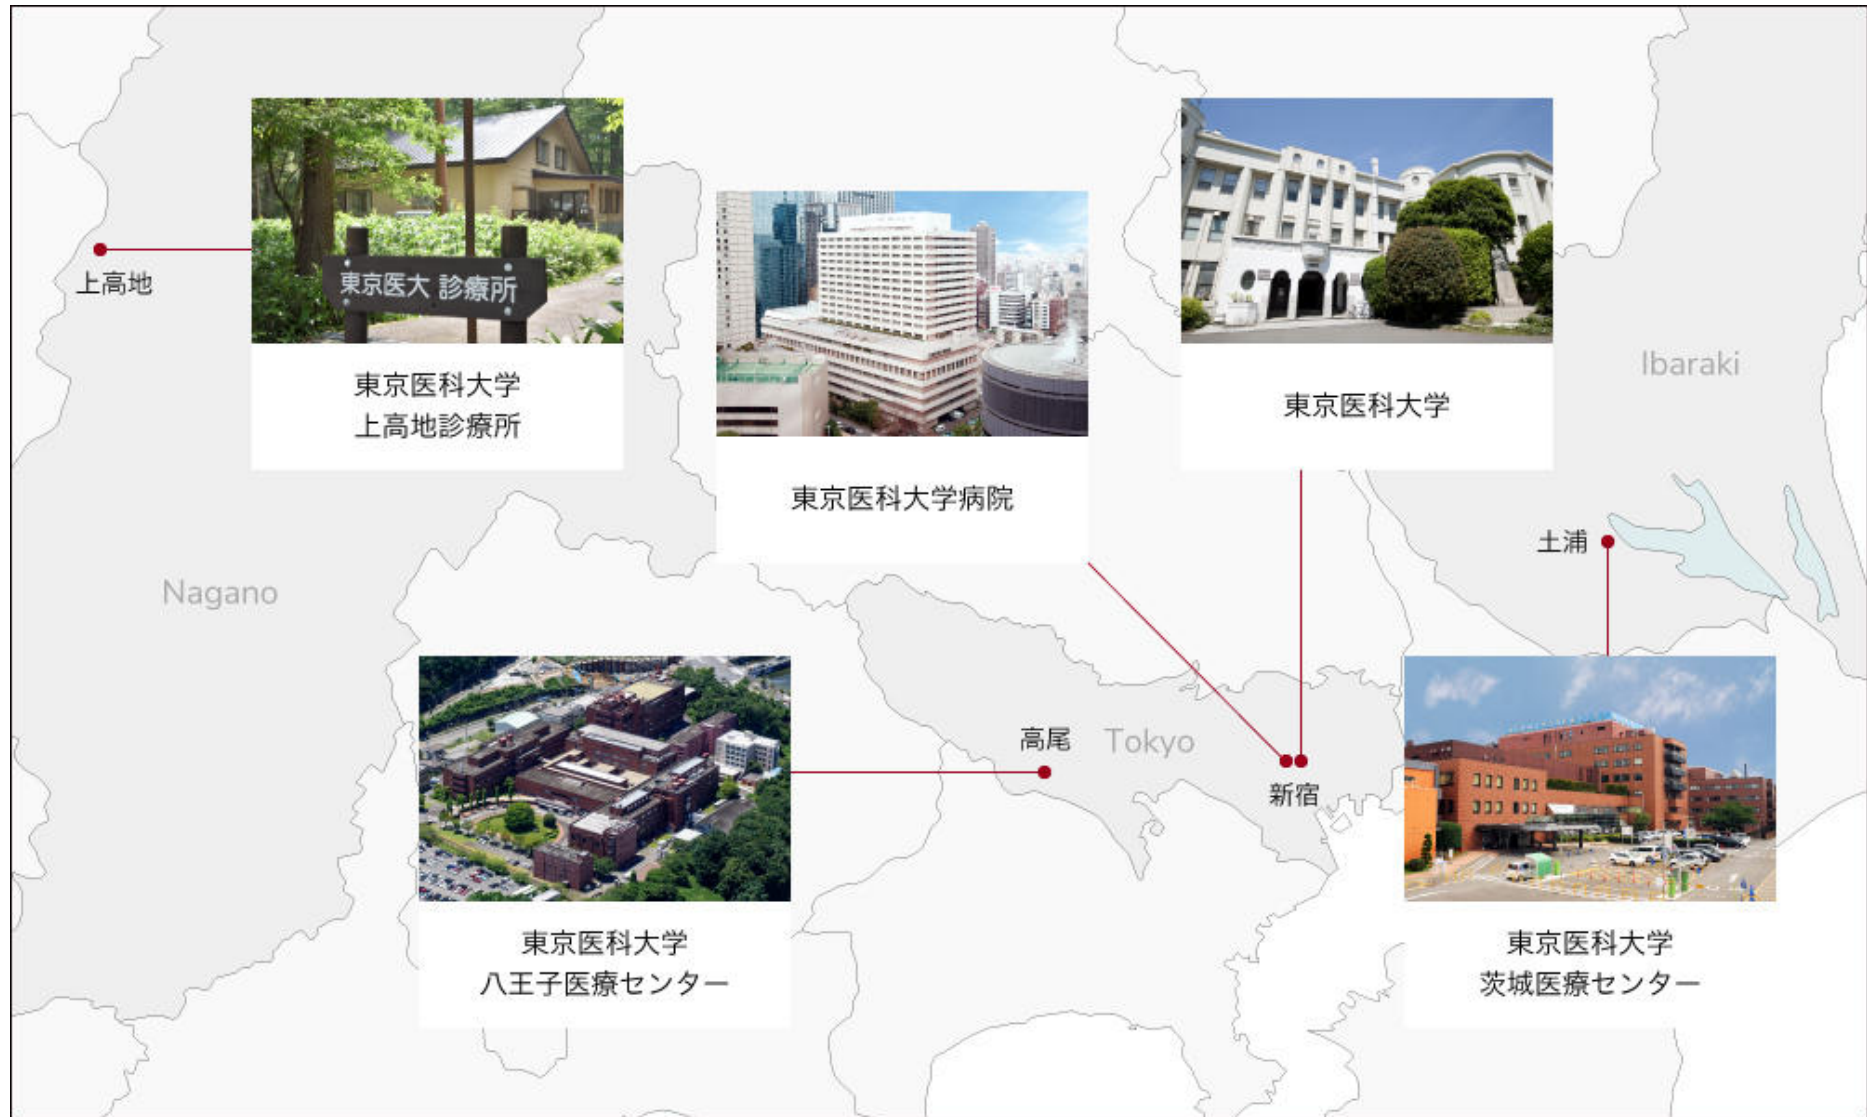 東京医大 診療所
上高地
東京医科大学
上高地診療所
東京医科大学病院
東京医科大学
Ibaraki
土浦
Nagano
高尾
Tokyo
新宿
東京医科大学
八王子医療センター
東京医科大学
茨城医療センター